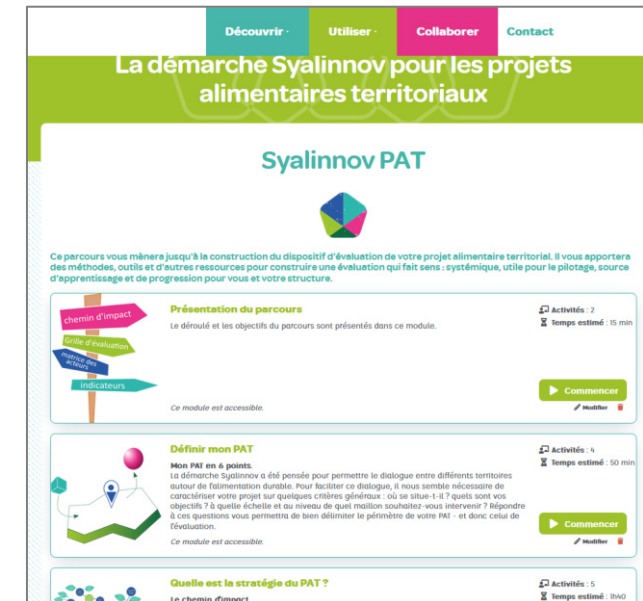 Découvrir ·
Utiliser ·
Collaborer
Contact
La démarche Syalinnov pour les projets
alimentaires territoriaux
Syalinnov PAT
Ce parcours vous mènera jusqu'à la construction du dispositif d'évaluation de votre projet alimentaire territorial. Il vous apportera
des méthodes, outils et d'autres ressources pour construire une évaluation qui fait sens : systémique, utile pour le pilotage, source
d'apprentissage et de progression pour vous et votre structure.
chemin d'impact
Grille d'évaluation
matrice des
acteurs
indicateurs
Présentation du parcours
Le déroulé et les objectifs du parcours sont présentés dans ce module.
Ce module est accessible.
Activités : 2
Temps estimé : 15 min
Commencer
Modifier
Définir mon PAT
Mon PAT en 6 points.
La démarche Syalinnov a été pensée pour permettre le dialogue entre différents territoires
autour de l'alimentation durable. Pour faciliter ce dialogue, il nous semble nécessaire de
caractériser votre projet sur quelques critères généraux : où se situe-t-il ? quels sont vos
objectifs ? à quelle échelle et au niveau de quel maillon souhaitez-vous intervenir ? Répondre
à ces questions vous permettra de bien délimiter le périmètre de votre PAT - et donc celui de
l'évaluation.
Ce module est accessible.
Activités : 4
Temps estimé : 50 min
Commencer
Modifier
Quelle est la stratégie du PAT ?
Le chemin d'impact
Activités : 5
Temps estimé : 1h40